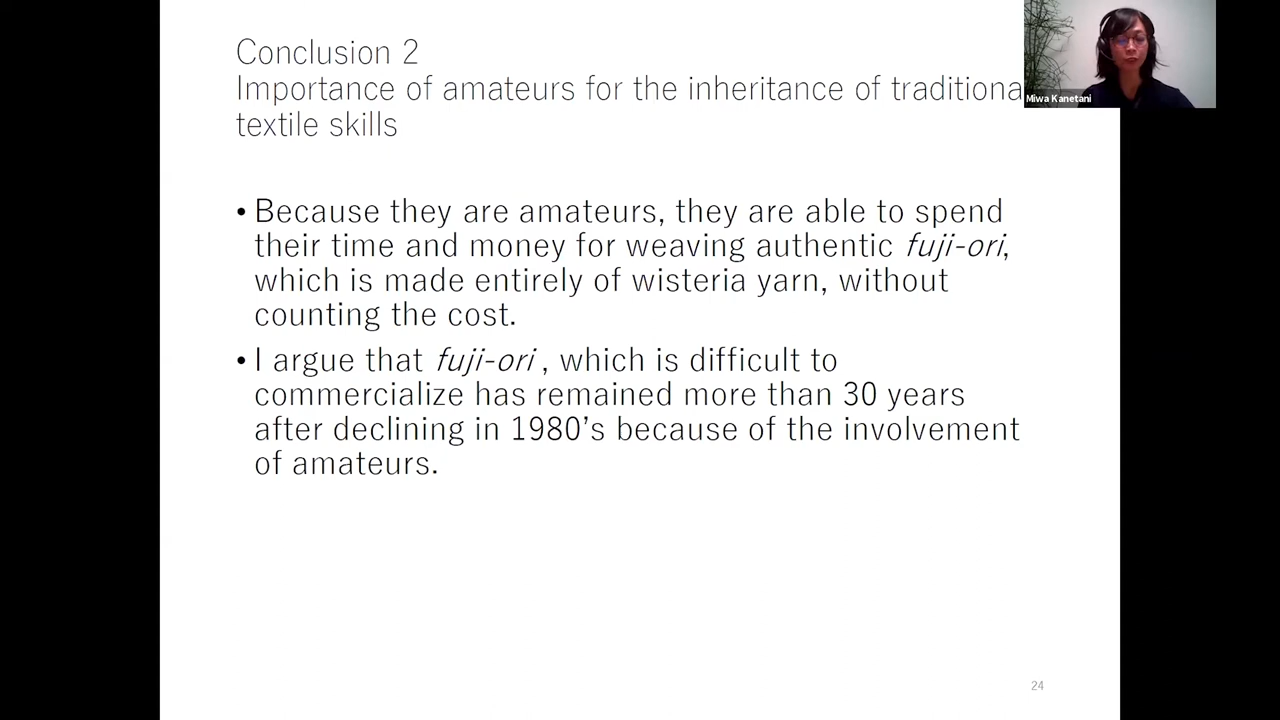 Conclusion 2
Importance of amateurs for the inheritance of traditiona
textile skills
Miwa Kanetani
• Because they are amateurs, they are able to spend
their time and money for weaving authentic fuji-ori,
which is made entirely of wisteria yarn, without
counting the cost.
• I argue that fuji-ori , which is difficult to
commercialize has remained more than 30 years
after declining in 1980’s because of the involvement
of amateurs.
24